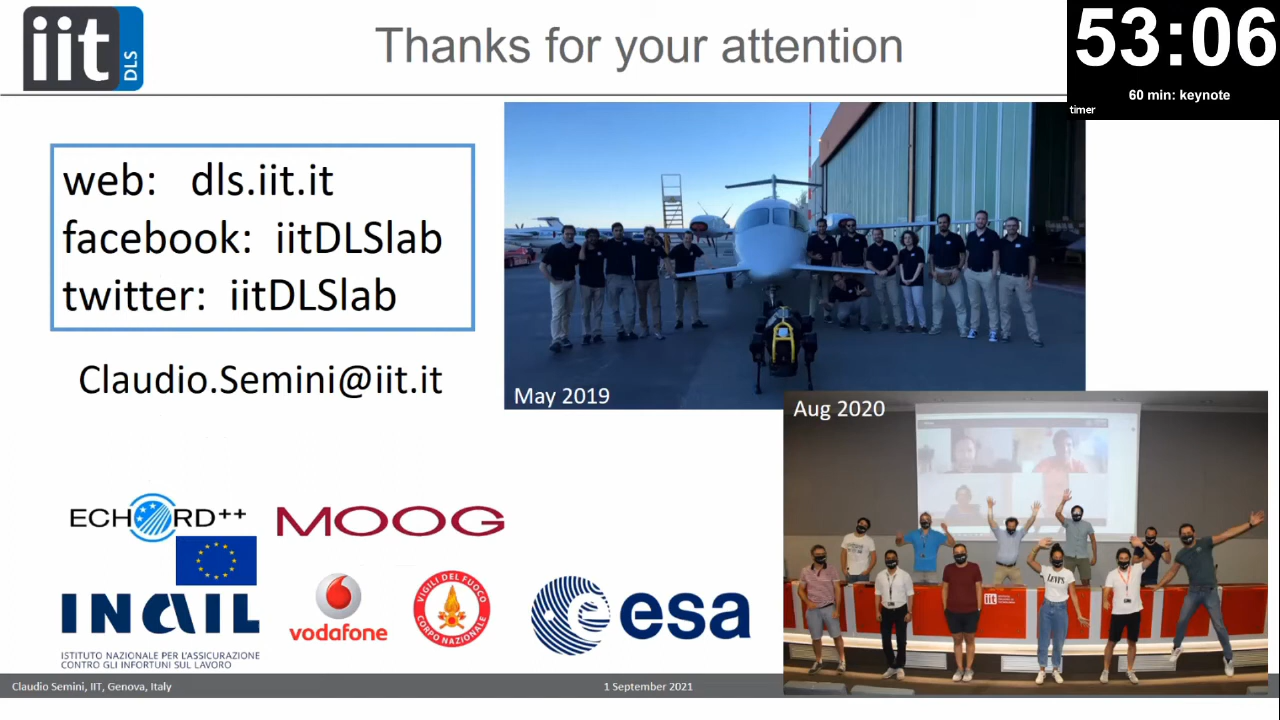 iit
DLS
Thanks for your attention
53:06
60 min: keynote
timer
web: dls.iit.it
facebook: iitDLSlab
twitter: iitDLSlab
Claudio.Semini@iit.it
May 2019
Aug 2020
ECHORD++
MOOG
INAIL
ISTITUTO NAZIONALE PER L'ASSICURAZIONE
CONTRO GLI INFORTUNI SUL LAVORO
vodafone
VIGILI DEL FUOCO
CORPO NAZIONALE
esa
LEVI'S
iit
Claudio Semini, IIT, Genova, Italy
1 September 2021